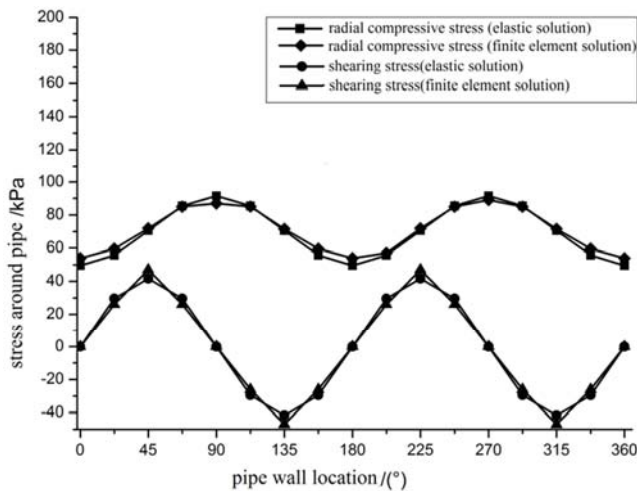 200
180
160
140
120
100
80
60
40
20
0
-20
-40
stress around pipe /kPa
radial compressive stress (elastic solution)
radial compressive stress (finite element solution)
shearing stress(elastic solution)
shearing stress(finite element solution)
0 45 90 135 180 225 270 315 360
pipe wall location /(°)